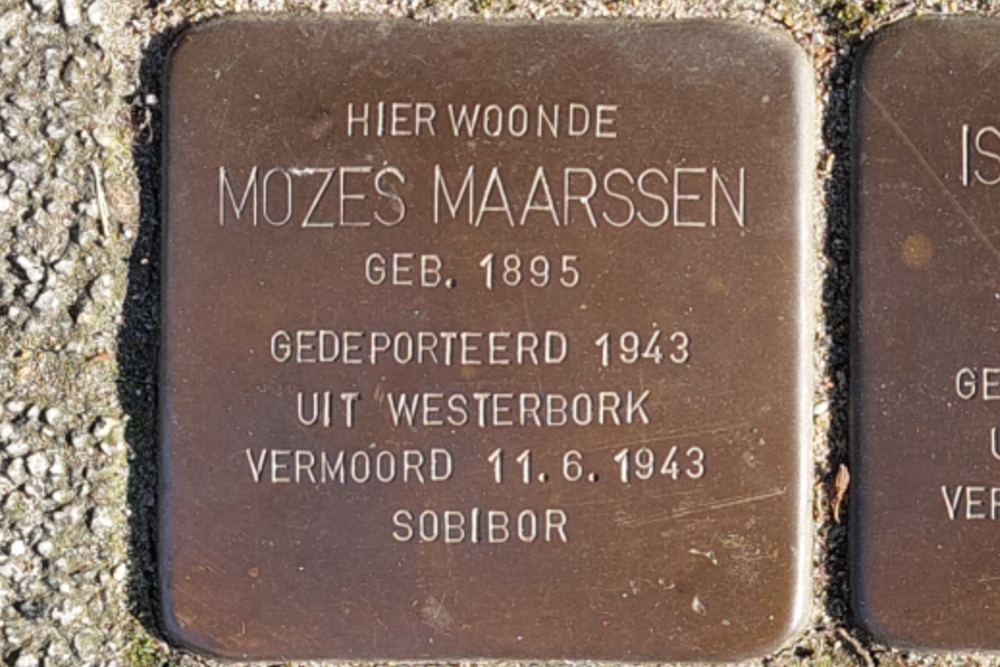 HIER WOONDE
MOZES MAARSSEN
GEB. 1895
GEDEPORTEERD 1943
UIT WESTERBORK
VERMOORD 11.6.1943
SOBIBOR